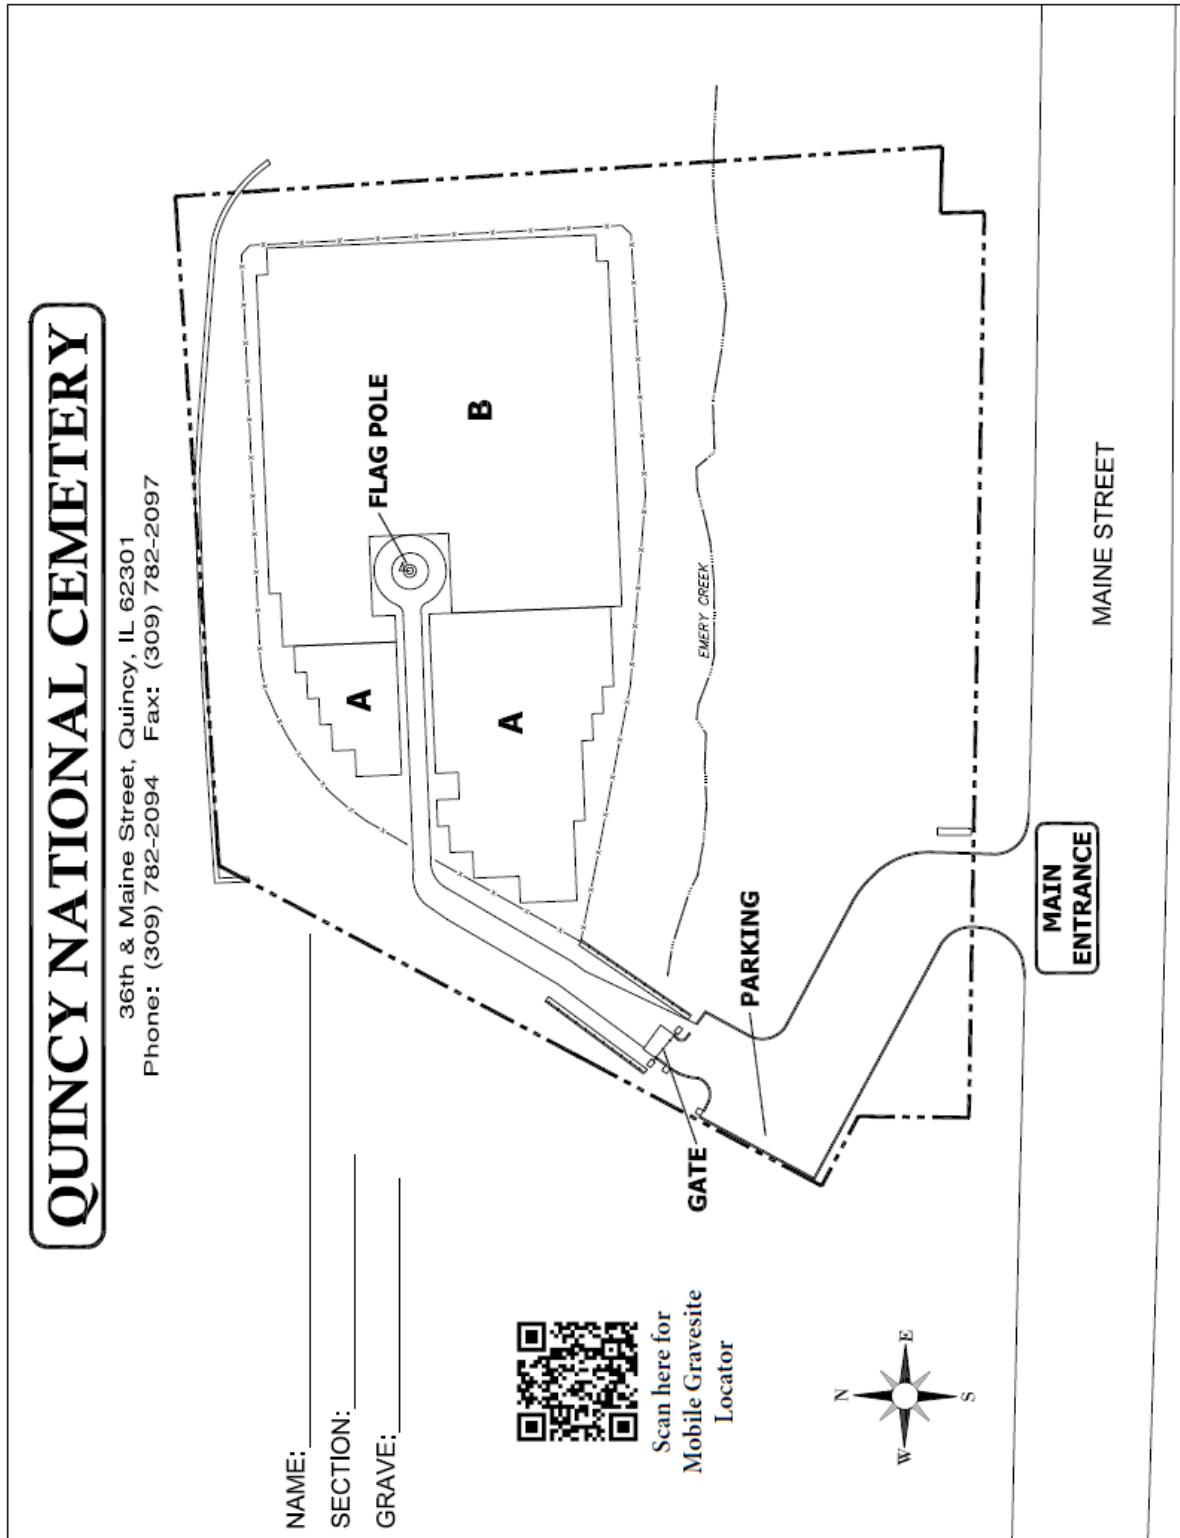 QUINCY NATIONAL CEMETERY
36th & Maine Street, Quincy, IL 62301
Phone: (309) 782-2094 Fax: (309) 782-2097
NAME:
SECTION:
GRAVE:
FLAG POLE
A
B
A
EMERY CREEK
GATE
PARKING
Scan here for
Mobile Gravesite
Locator
N
W
E
S
MAIN
ENTRANCE
MAINE STREET